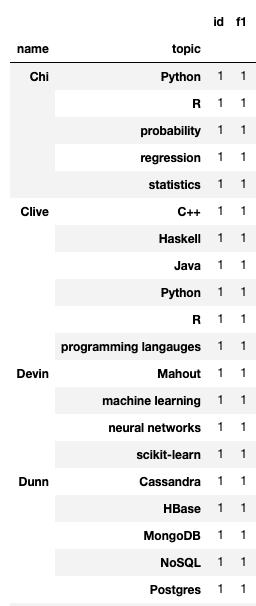 id f1
name topic
Chi Python 1 1
R 1 1
probability 1 1
regression 1 1
statistics 1 1
Clive C++ 1 1
Haskell 1 1
Java 1 1
Python 1 1
R 1 1
programming langauges 1 1
Devin Mahout 1 1
machine learning 1 1
neural networks 1 1
scikit-learn 1 1
Dunn Cassandra 1 1
HBase 1 1
MongoDB 1 1
NoSQL 1 1
Postgres 1 1